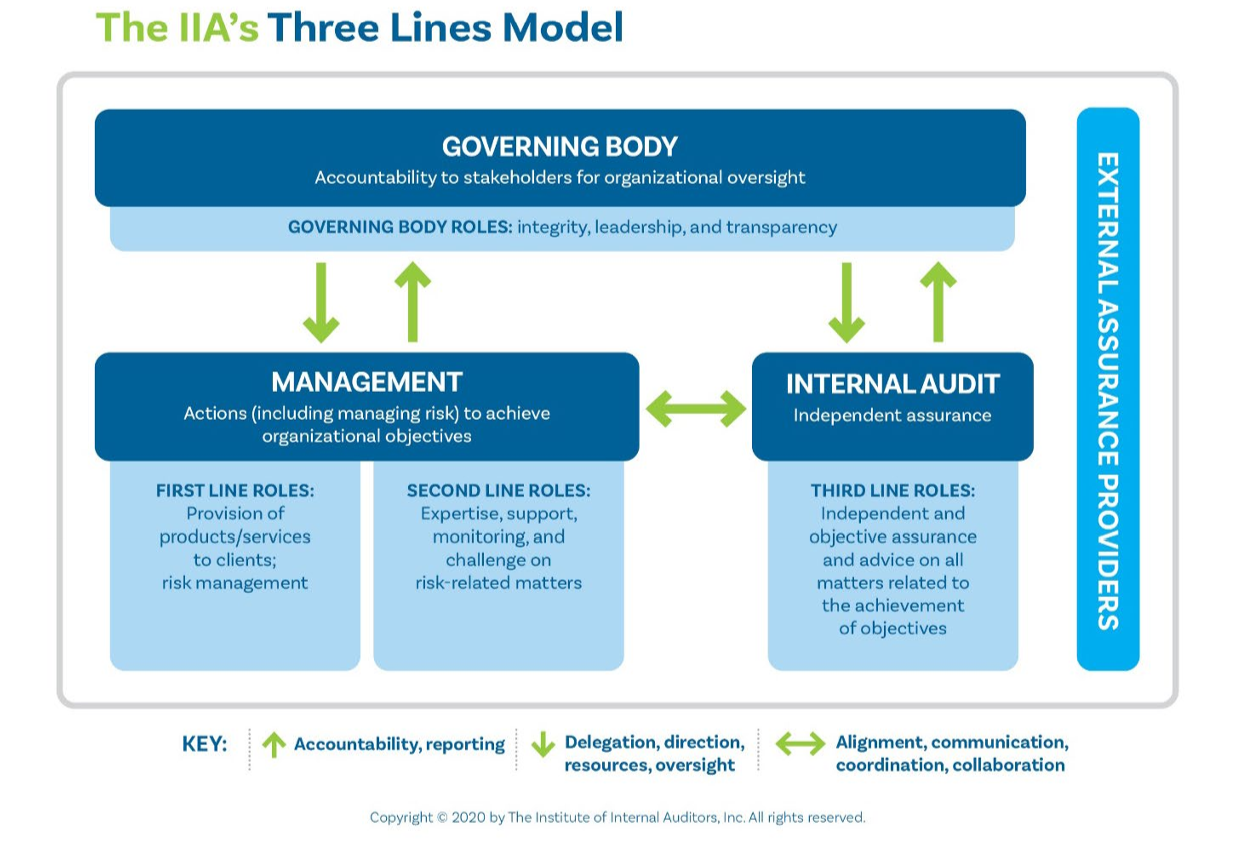 The IIA's Three Lines Model
GOVERNING BODY
Accountability to stakeholders for organizational oversight
GOVERNING BODY ROLES: integrity, leadership, and transparency
MANAGEMENT
Actions (including managing risk) to achieve
organizational objectives
INTERNAL AUDIT
Independent assurance
FIRST LINE ROLES:
Provision of
products/services
to clients;
risk management
SECOND LINE ROLES:
Expertise, support,
monitoring, and
challenge on
risk-related matters
THIRD LINE ROLES:
Independent and
objective assurance
and advice on all
matters related to
the achievement
of objectives
EXTERNAL ASSURANCE PROVIDERS
KEY:
Accountability, reporting
Delegation, direction,
resources, oversight
Alignment, communication,
coordination, collaboration
Copyright © 2020 by The Institute of Internal Auditors, Inc. All rights reserved.